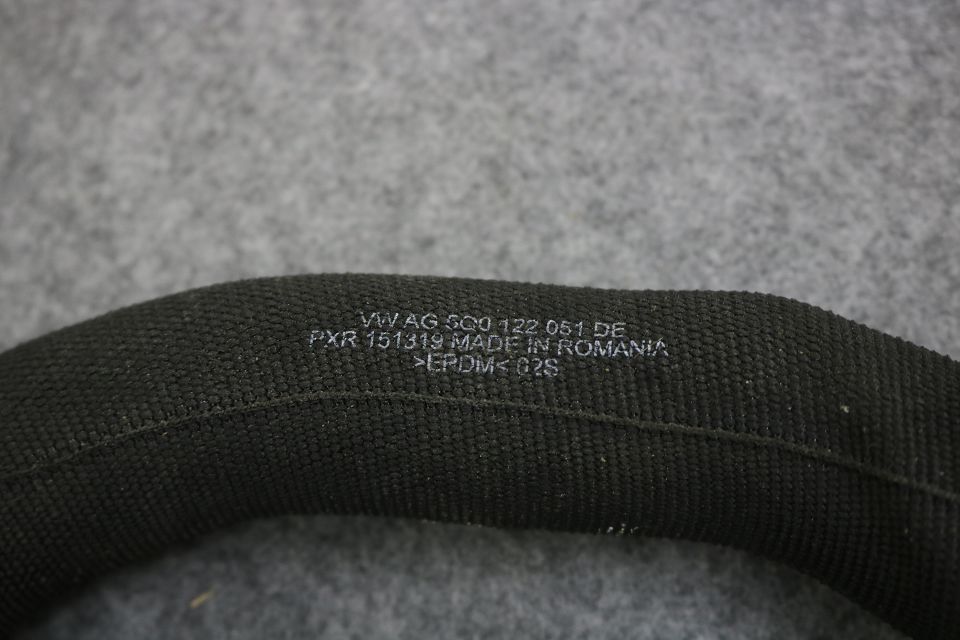 VW AG 5Q0 122 051 DE
PXR 151319 MADE IN ROMANIA
>EPDM< 02S